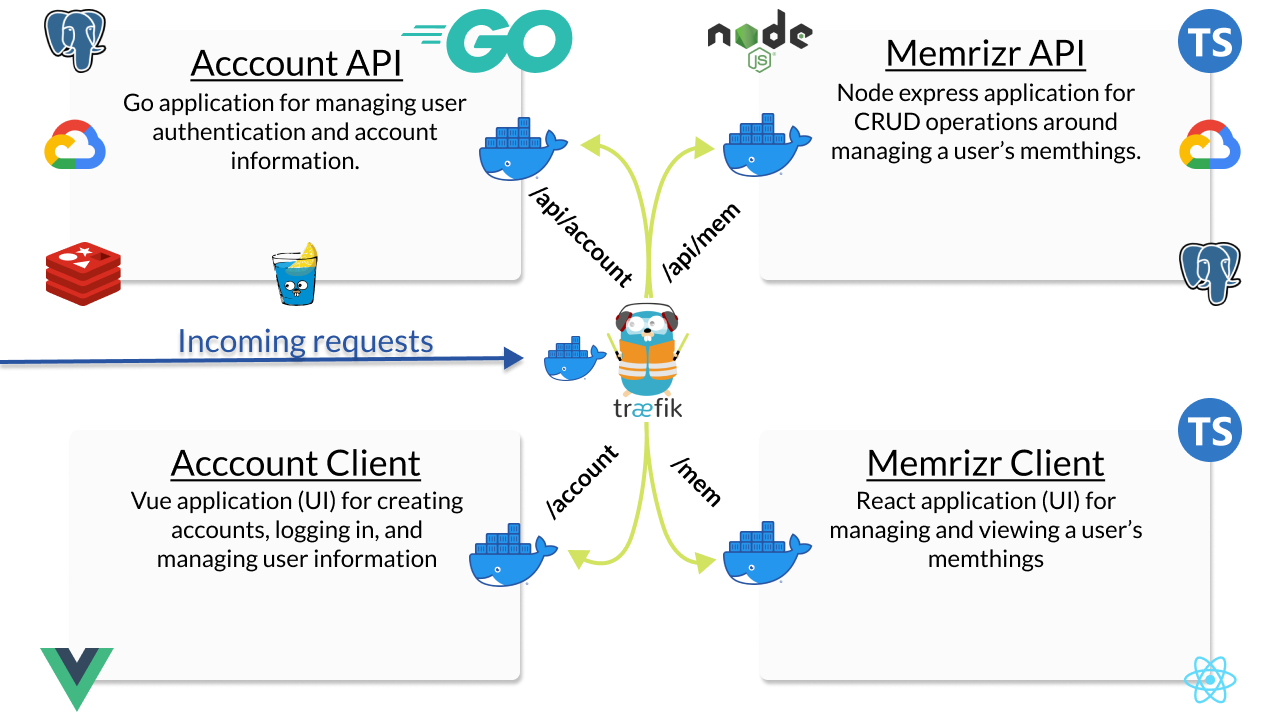 GO
node
JS
TS
Acccount API
Go application for managing user
authentication and account
information.
Memrizr API
Node express application for
CRUD operations around
managing a user’s memthings.
/api/account
/api/mem
Incoming requests
træfik
/account
/mem
TS
Acccount Client
Vue application (UI) for creating
accounts, logging in, and
managing user information
Memrizr Client
React application (UI) for
managing and viewing a user’s
memthings